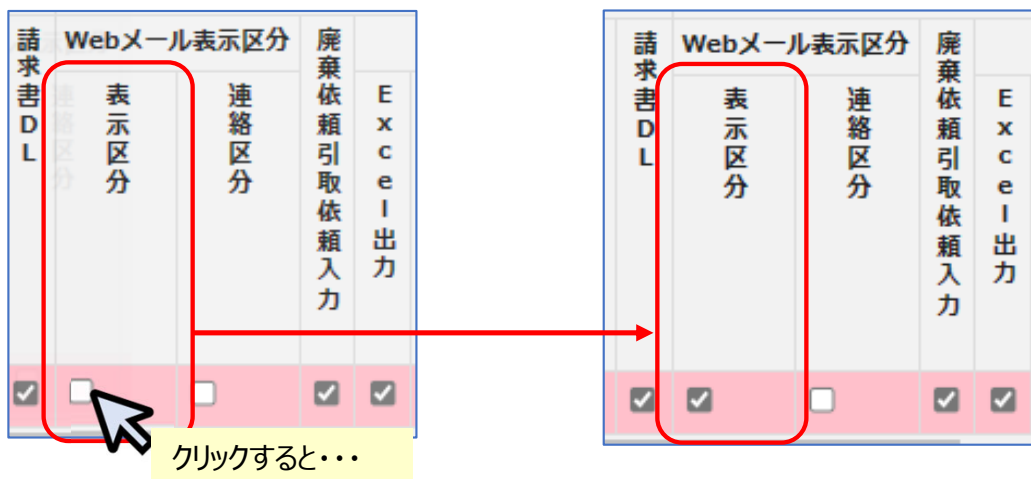 請求書DL
Webメール表示区分
表示区分
連絡区分
廃棄依頼引取依頼入力
Excel出力
クリックすると・・・
請求書DL
Webメール表示区分
表示区分
連絡区分
廃棄依頼引取依頼入力
Excel出力